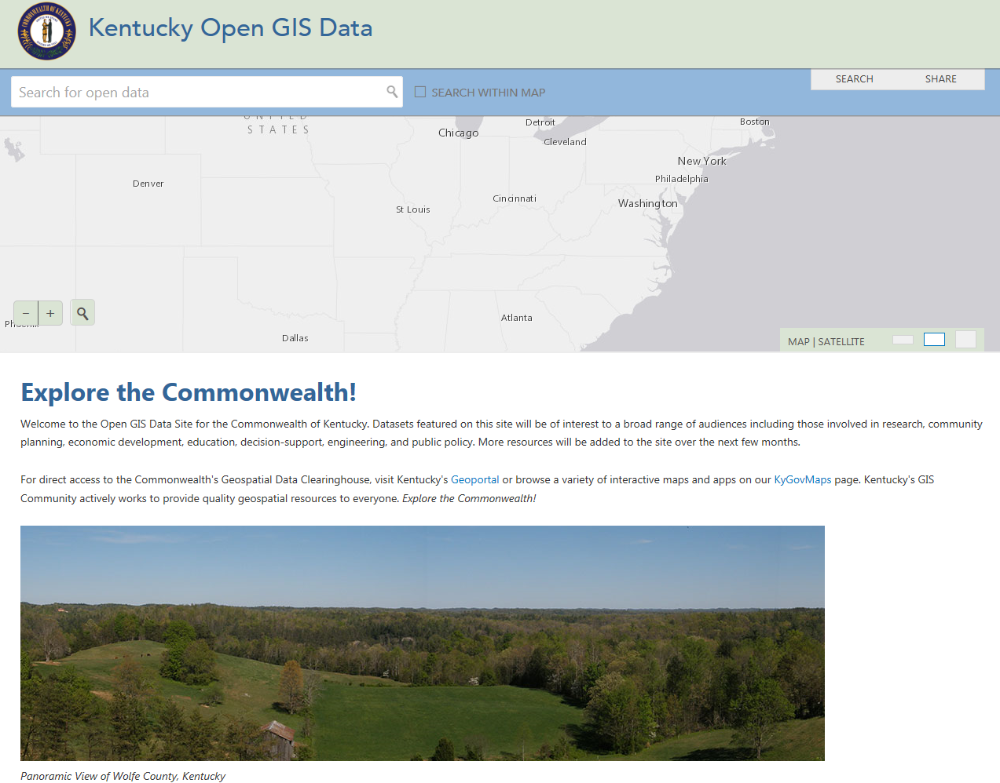 Kentucky Open GIS Data
Search for open data
SEARCH WITHIN MAP
SEARCH
SHARE
UNITED
STATES
Chicago
Detroit
Cleveland
Boston
New York
Philadelphia
Denver
Cincinnati
Washington
St Louis
− +
Phoenix
Atlanta
Dallas
MAP | SATELLITE
Explore the Commonwealth!
Welcome to the Open GIS Data Site for the Commonwealth of Kentucky. Datasets featured on this site will be of interest to a broad range of audiences including those involved in research, community
planning, economic development, education, decision-support, engineering, and public policy. More resources will be added to the site over the next few months.
For direct access to the Commonwealth's Geospatial Data Clearinghouse, visit Kentucky's Geoportal or browse a variety of interactive maps and apps on our KyGovMaps page. Kentucky's GIS
Community actively works to provide quality geospatial resources to everyone. Explore the Commonwealth!
Panoramic View of Wolfe County, Kentucky